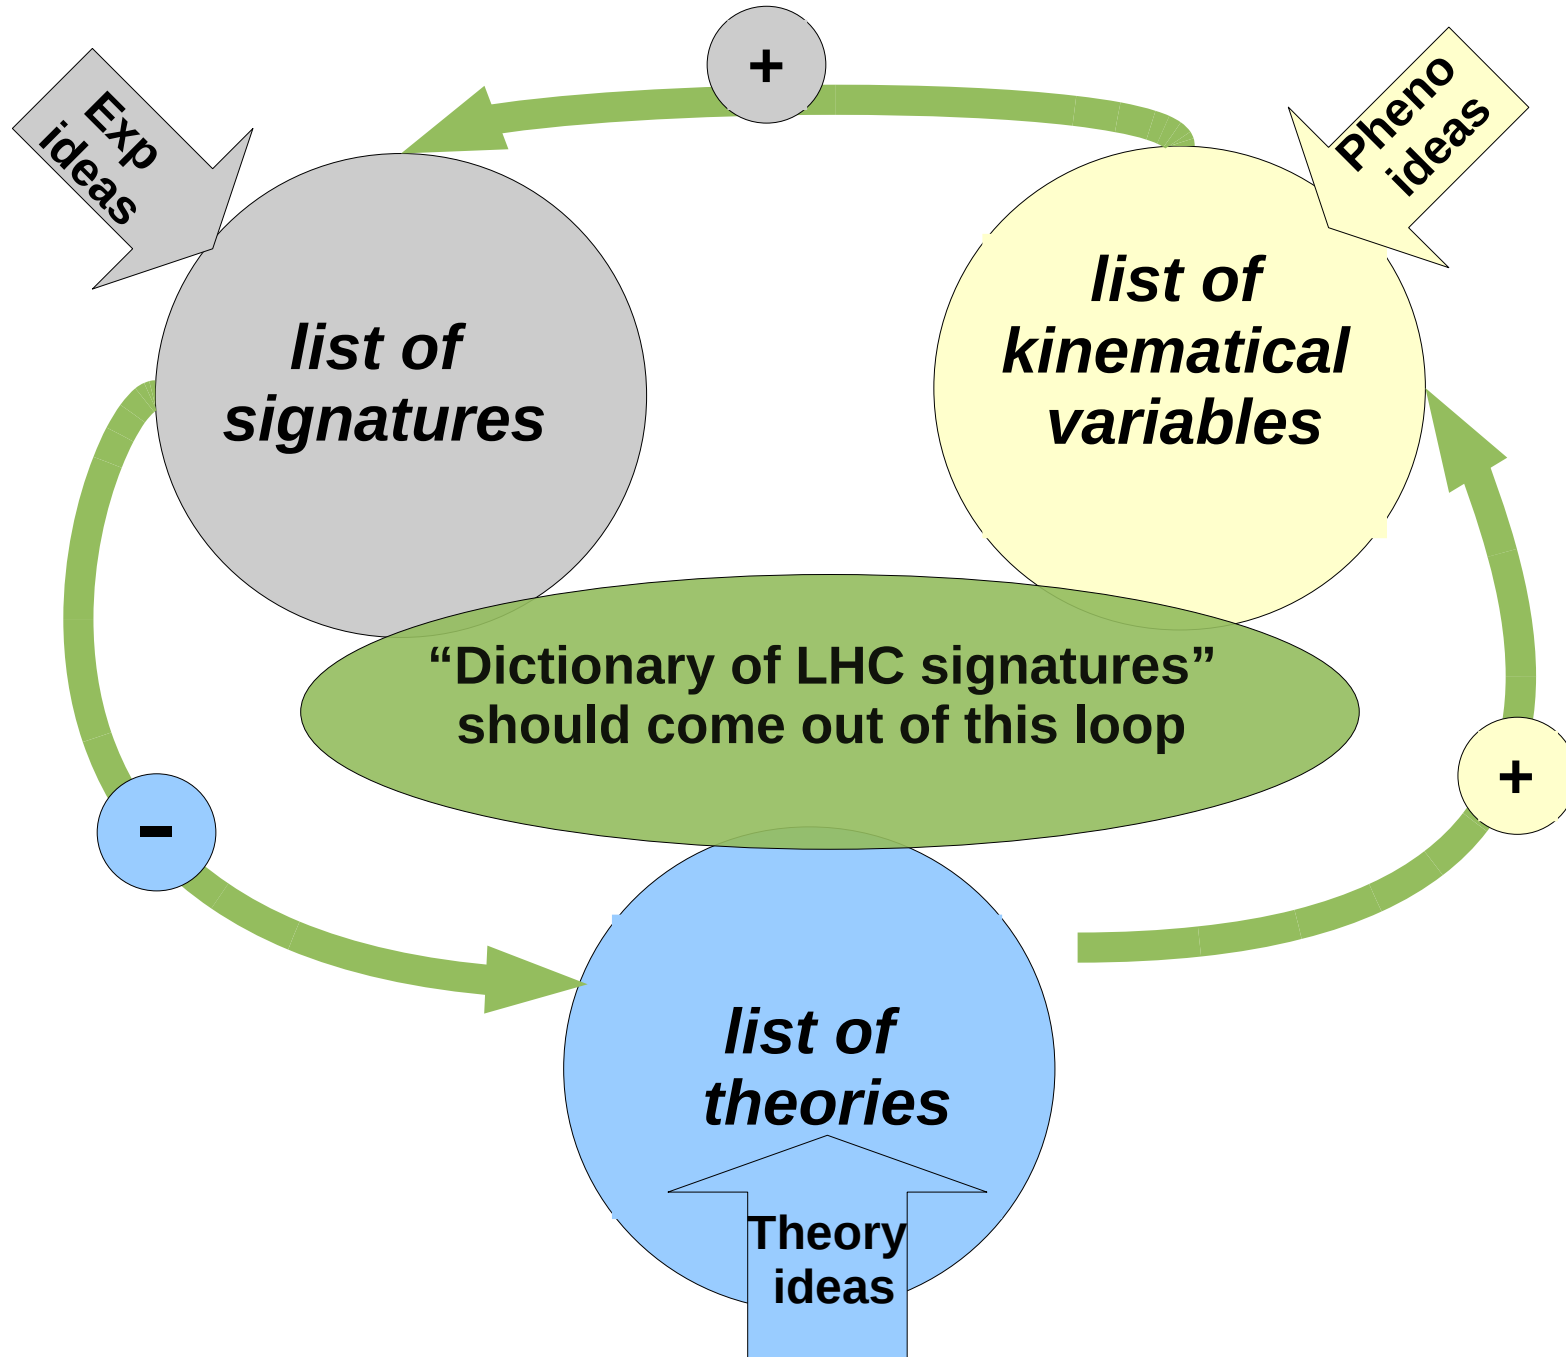 +
Exp
ideas
Pheno
ideas
list of
signatures
list of
kinematical
variables
“Dictionary of LHC signatures”
should come out of this loop
+
-
list of
theories
Theory
ideas